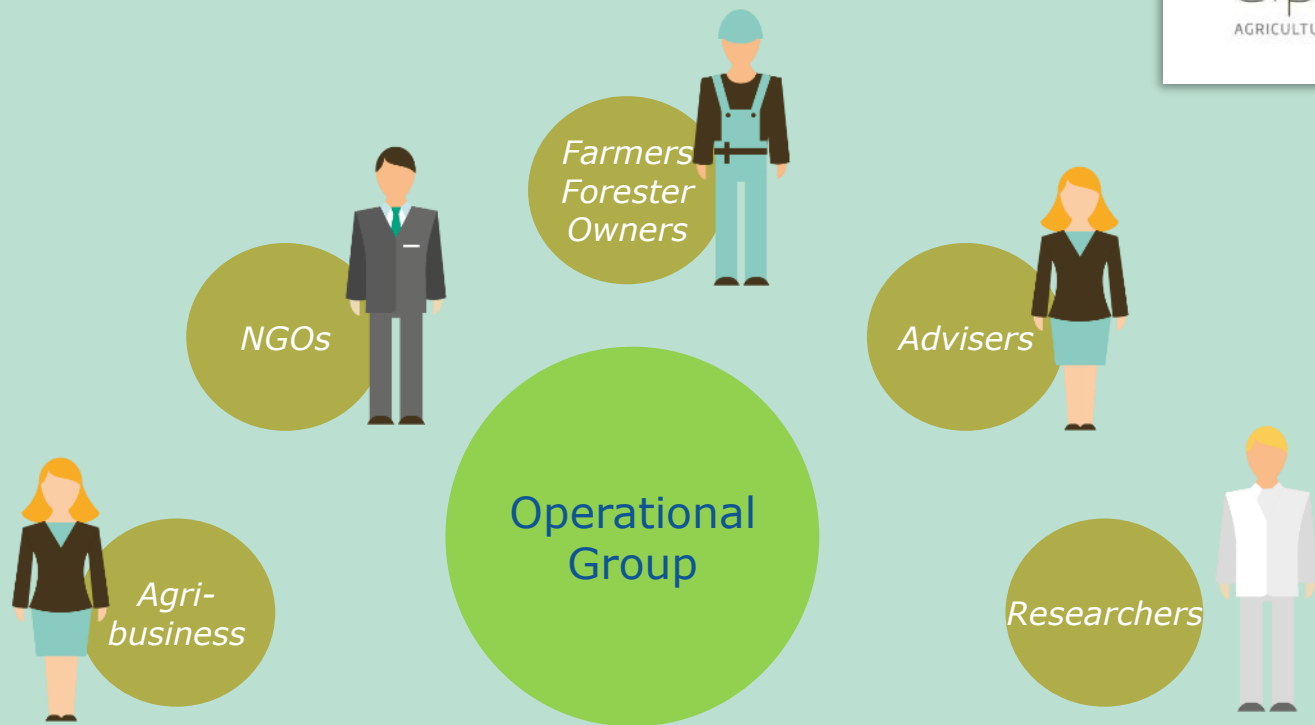 AGRICULTU
Farmers
Forester
Owners
NGOs
Advisers
Operational
Group
Agri-
business
Researchers